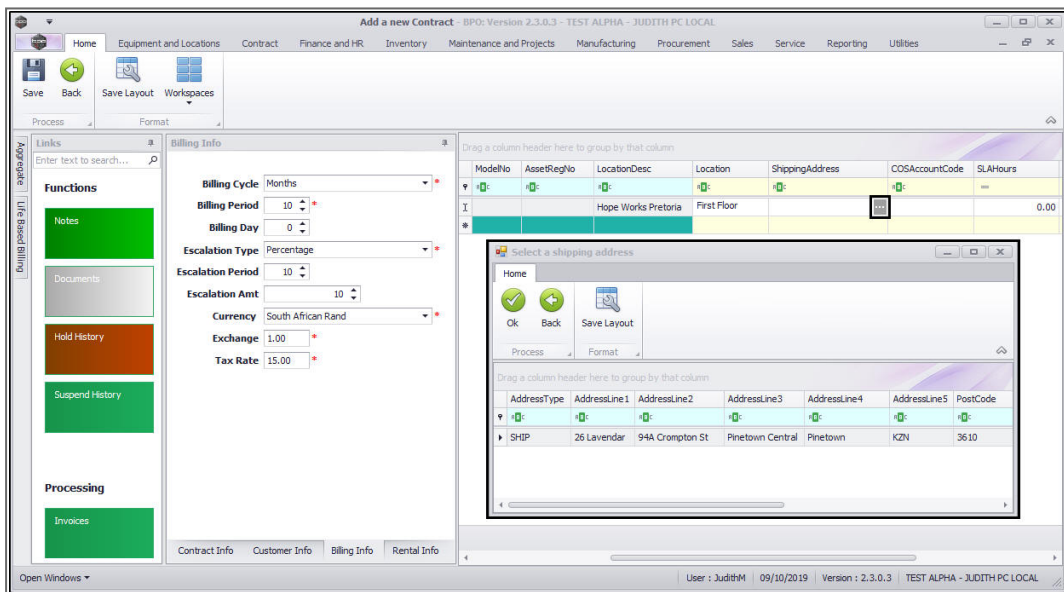 Add a new Contract - BPO: Version 2.3.0.3 - TEST ALPHA - JUDITH PC LOCAL
Home Equipment and Locations Contract Finance and HR Inventory Maintenance and Projects Manufacturing Procurement Sales Service Reporting Utilities
Save Back Save Layout Workspaces
Process Format
Aggregate
Life Based Billing
Links
Enter text to search...
Functions
Notes
Documents
Hold History
Suspend History
Processing
Invoices
Billing Info
Billing Cycle Months *
Billing Period 10 *
Billing Day 0
Escalation Type Percentage *
Escalation Period 10
Escalation Amt 10
Currency South African Rand *
Exchange 1.00 *
Tax Rate 15.00 *
Contract Info Customer Info Billing Info Rental Info
Drag a column header here to group by that column
ModelNo AssetRegNo LocationDesc Location ShippingAddress COSAccountCode SLAHours
Hope Works Pretoria First Floor 0.00
Select a shipping address
Home
Ok Back Save Layout
Process Format
Drag a column header here to group by that column
AddressType AddressLine1 AddressLine2 AddressLine3 AddressLine4 AddressLine5 PostCode
SHIP 26 Lavendar 94A Crompton St Pinetown Central Pinetown KZN 3610
Open Windows User : JudithM 09/10/2019 Version : 2.3.0.3 TEST ALPHA - JUDITH PC LOCAL